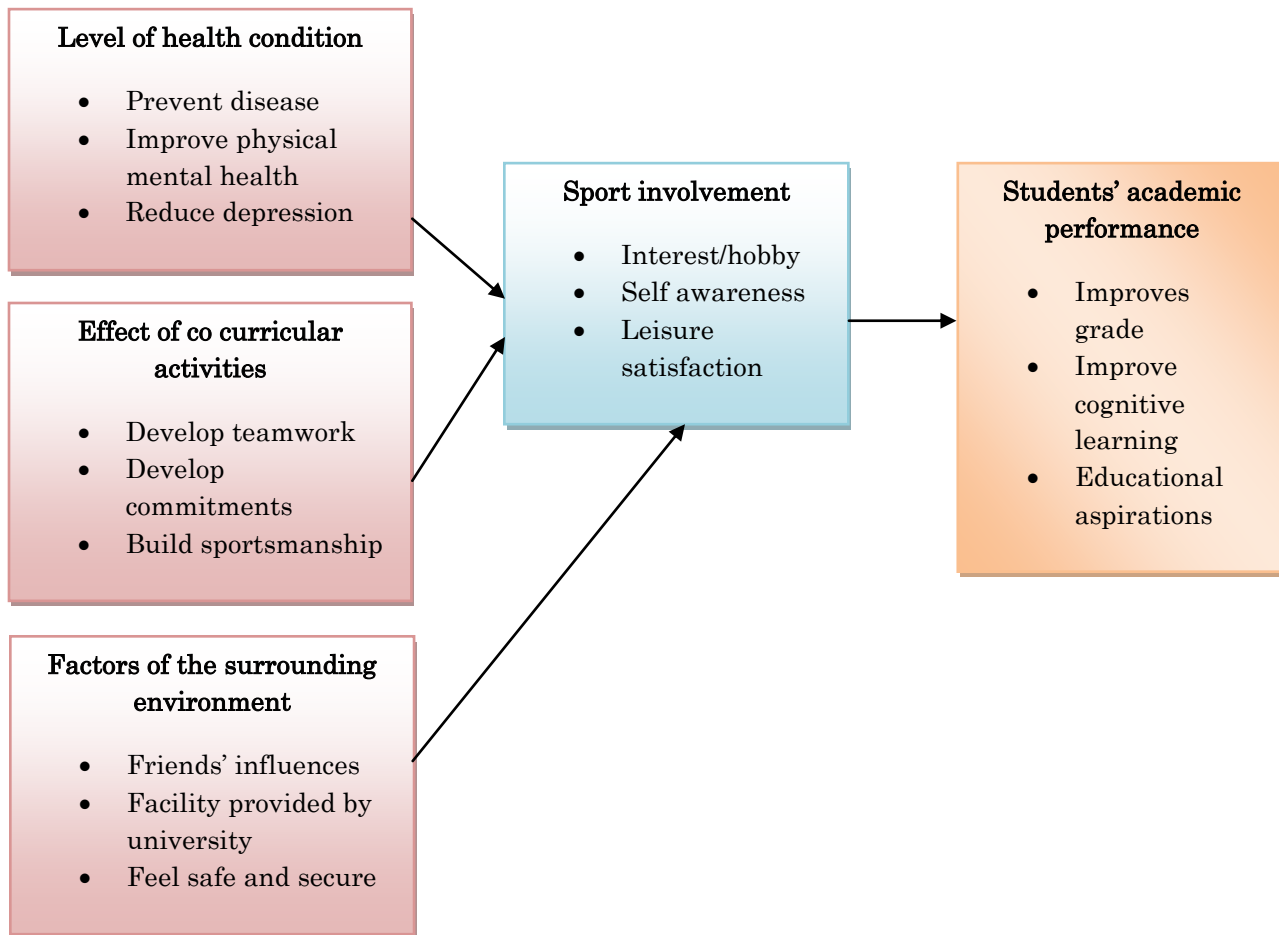 Level of health condition
• Prevent disease
• Improve physical
mental health
• Reduce depression
Effect of co curricular
activities
• Develop teamwork
• Develop
commitments
• Build sportsmanship
Factors of the surrounding
environment
• Friends’ influences
• Facility provided by
university
• Feel safe and secure
Sport involvement
• Interest/hobby
• Self awareness
• Leisure
satisfaction
Students’ academic
performance
• Improves
grade
• Improve
cognitive
learning
• Educational
aspirations